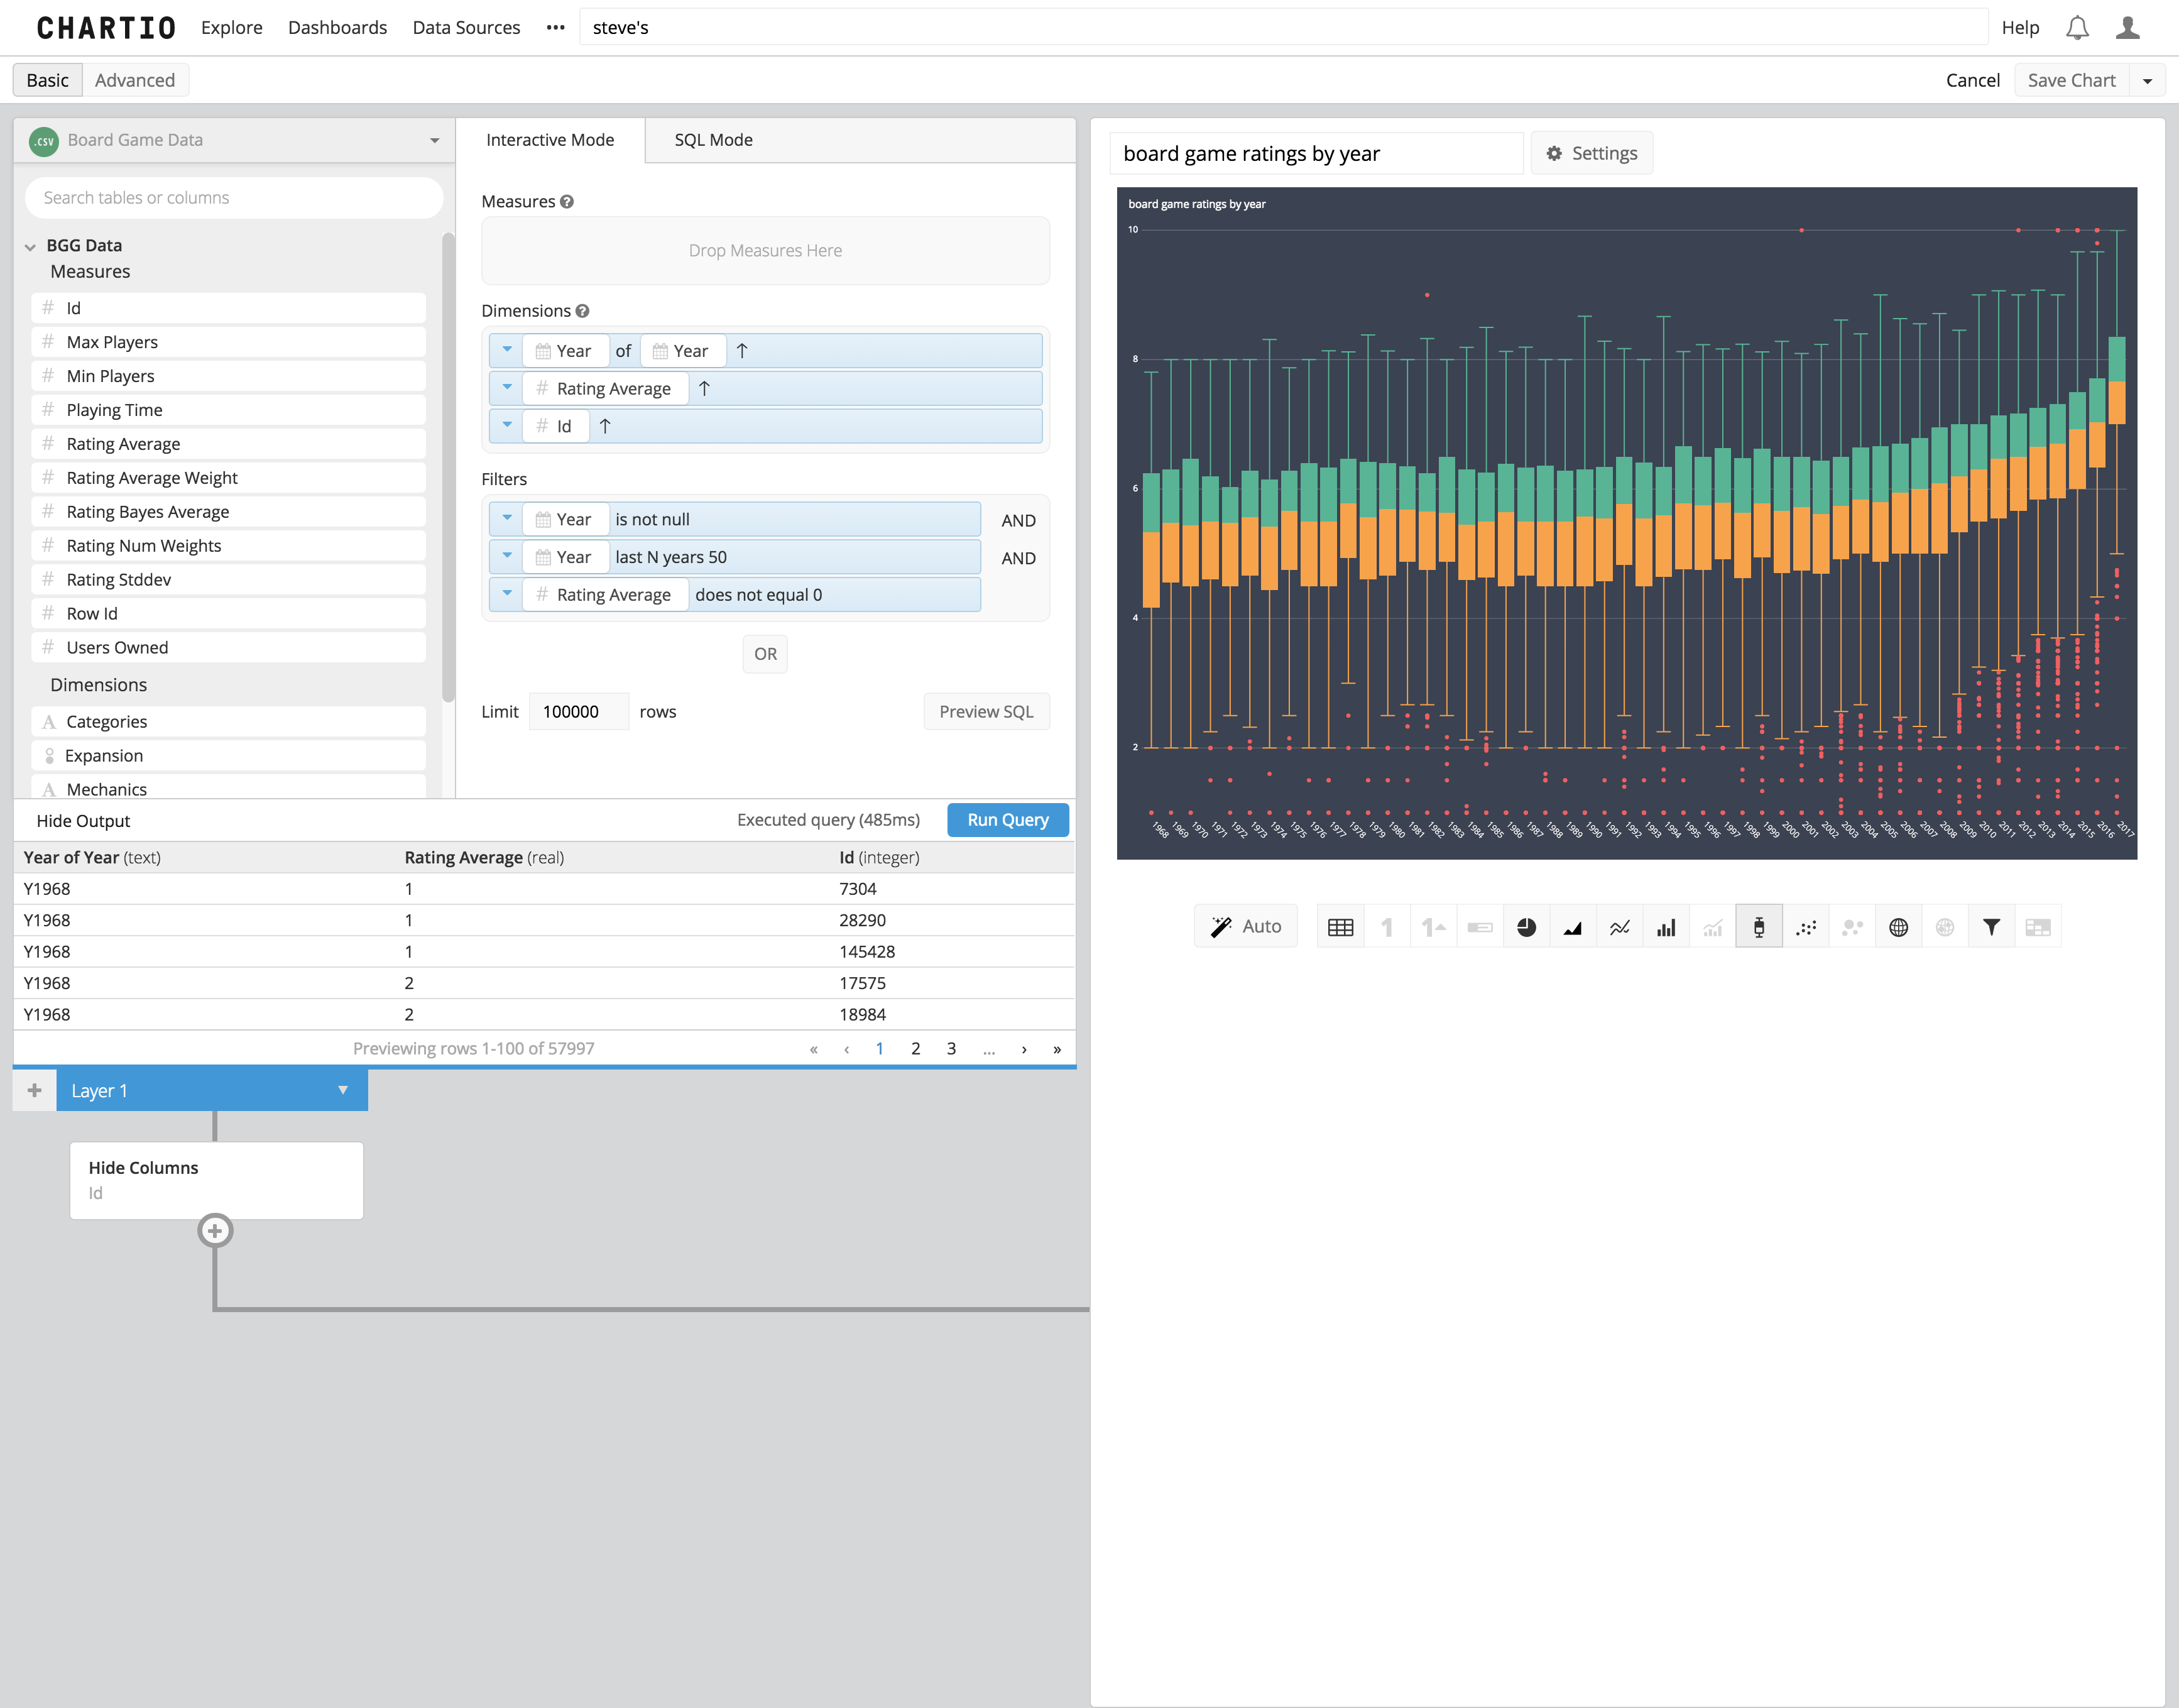 CHARTIO Explore Dashboards Data Sources ••• steve's Help
Basic Advanced Cancel Save Chart
.CSV Board Game Data
Search tables or columns
BGG Data
Measures
# Id
# Max Players
# Min Players
# Playing Time
# Rating Average
# Rating Average Weight
# Rating Bayes Average
# Rating Num Weights
# Rating Stddev
# Row Id
# Users Owned
Dimensions
A Categories
Expansion
A Mechanics
Interactive Mode SQL Mode
Measures ?
Drop Measures Here
Dimensions ?
Year of Year ↑
# Rating Average ↑
# Id ↑
Filters
Year is not null AND
Year last N years 50 AND
# Rating Average does not equal 0
OR
Limit 100000 rows Preview SQL
Hide Output Executed query (485ms) Run Query
Year of Year (text) Rating Average (real) Id (integer)
Y1968 1 7304
Y1968 1 28290
Y1968 1 145428
Y1968 2 17575
Y1968 2 18984
Previewing rows 1-100 of 57997 « ‹ 1 2 3 ... › »
+ Layer 1 ▼
Hide Columns
Id
board game ratings by year Settings
board game ratings by year
10
8
6
4
2
1968 1969 1970 1971 1972 1973 1974 1975 1976 1977 1978 1979 1980 1981 1982 1983 1984 1985 1986 1987 1988 1989 1990 1991 1992 1993 1994 1995 1996 1997 1998 1999 2000 2001 2002 2003 2004 2005 2006 2007 2008 2009 2010 2011 2012 2013 2014 2015 2016 2017
Auto 1 1